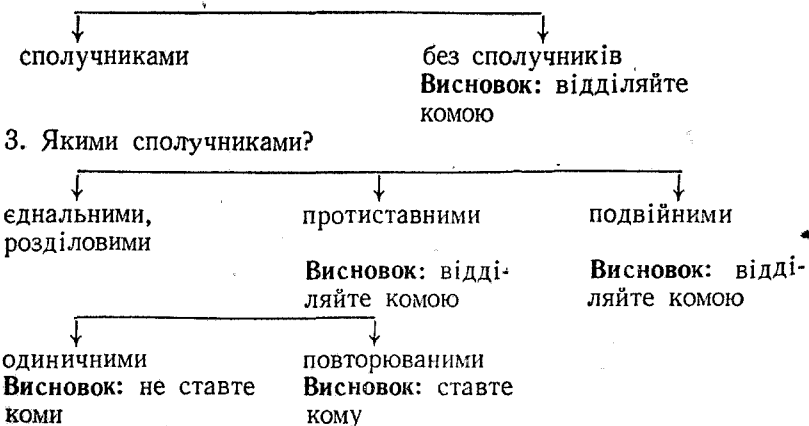 сполучниками без сполучників
Висновок: відділяйте
комою
3. Якими сполучниками?
єднальними, протиставними подвійними
розділовими
Висновок: відді- Висновок: відді-
ляйте комою ляйте комою
одиничними повторюваними
Висновок: не ставте Висновок: ставте
коми кому